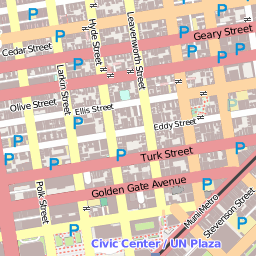 Geary Street
Cedar Street
Hyde Street
Leavenworth Street
Larkin Street
Olive Street
Ellis Street
Eddy Street
Turk Street
Golden Gate Avenue
Polk Street
Muni Metro
Stevenson Street
Civic Center / UN Plaza
P
P
P
P
P
P
P
P
P
P
P
P
P
P